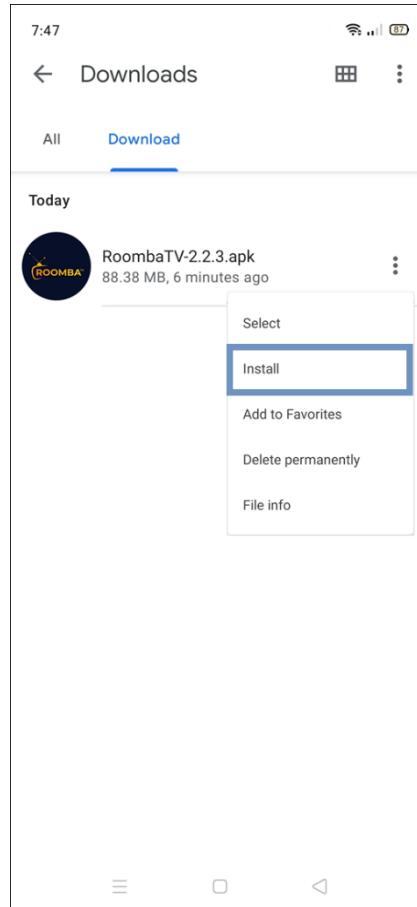 7:47
87
Downloads
All
Download
Today
ROOMBA
RoombaTV-2.2.3.apk
88.38 MB, 6 minutes ago
Select
Install
Add to Favorites
Delete permanently
File info